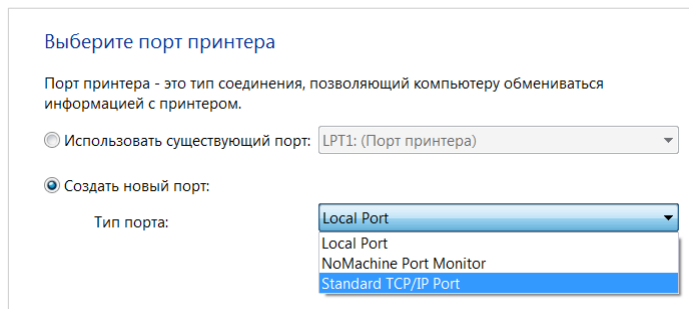 Выберите порт принтера
Порт принтера - это тип соединения, позволяющий компьютеру обмениваться
информацией с принтером.
Использовать существующий порт: LPT1: (Порт принтера)
Создать новый порт:
Тип порта: Local Port
Local Port
NoMachine Port Monitor
Standard TCP/IP Port